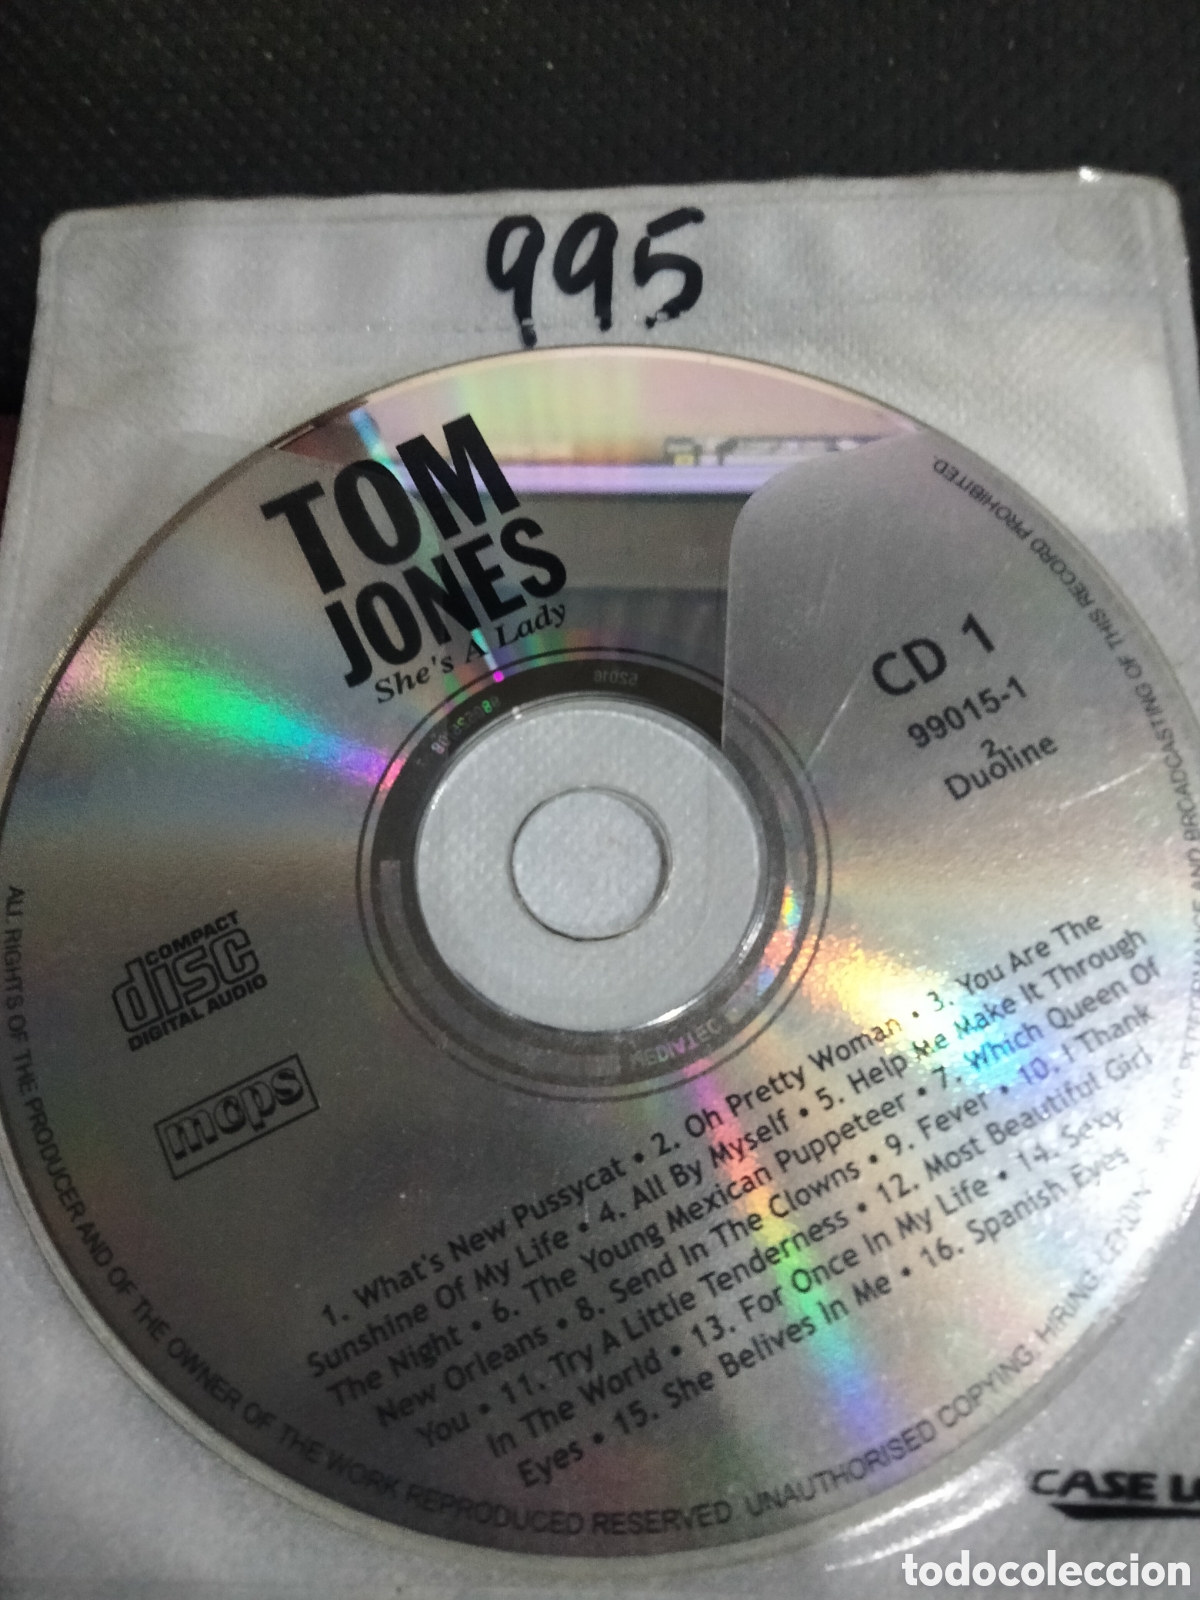 995
TOM
JONES
She's A Lady
CD 1
99015-1
2
Duoline
COMPACT
disc
DIGITAL AUDIO
mops
1. What's New Pussycat • 2. Oh Pretty Woman • 3. You Are The
Sunshine Of My Life • 4. All By Myself • 5. Help Me Make It Through
The Night • 6. The Young Mexican Puppeteer • 7. Which Queen Of
New Orleans • 8. Send In The Clowns • 9. Fever • 10. I Thank
You • 11. Try A Little Tenderness • 12. Most Beautiful Girl
In The World • 13. For Once In My Life • 14. Sexy
Eyes • 15. She Belives In Me • 16. Spanish Eyes
ALL RIGHTS OF THE PRODUCER AND OF THE OWNER OF THE WORK REPRODUCED RESERVED UNAUTHORISED COPYING, HIRING, AND BROADCASTING OF THIS RECORD PROHIBITED.
52016
CASE
todocoleccion